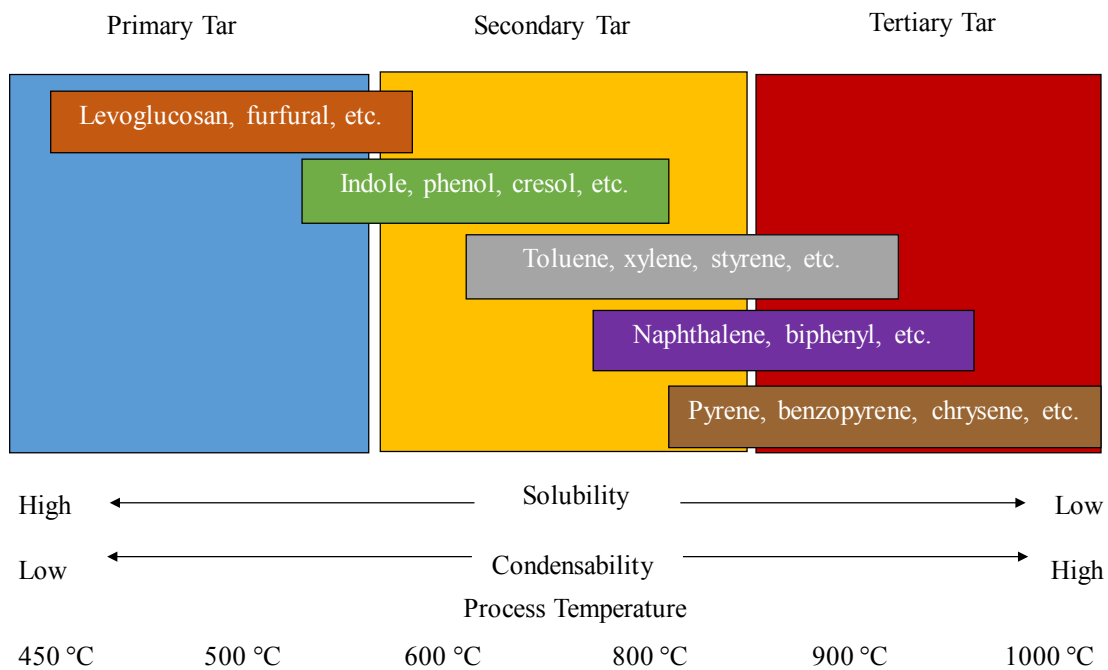 Primary Tar Secondary Tar Tertiary Tar
Levoglucosan, furfural, etc.
Indole, phenol, cresol, etc.
Toluene, xylene, styrene, etc.
Naphthalene, biphenyl, etc.
Pyrene, benzopyrene, chrysene, etc.
High Solubility Low
Low Condensability High
Process Temperature
450 °C 500 °C 600 °C 800 °C 900 °C 1000 °C